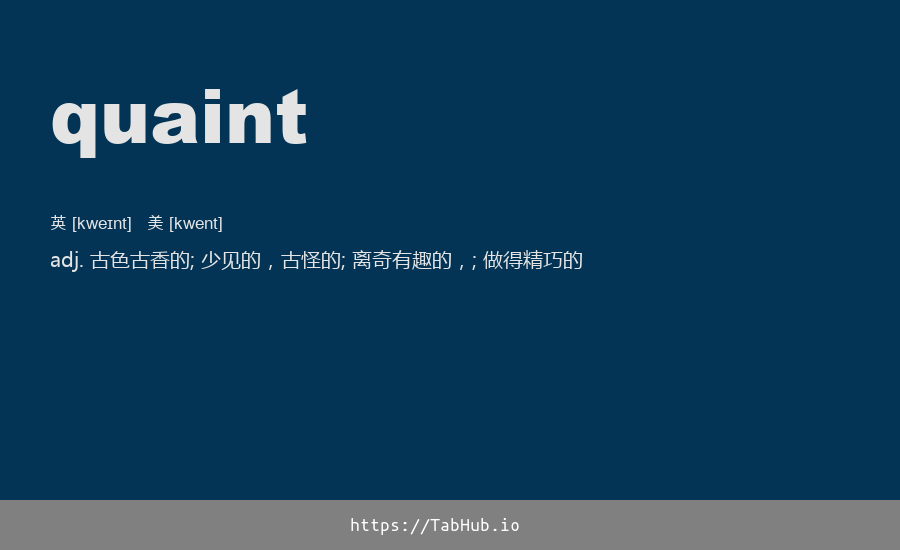 quaint
英 [kweɪnt] 美 [kwent]
adj. 古色古香的; 少见的，古怪的; 离奇有趣的，; 做得精巧的
https://TabHub.io